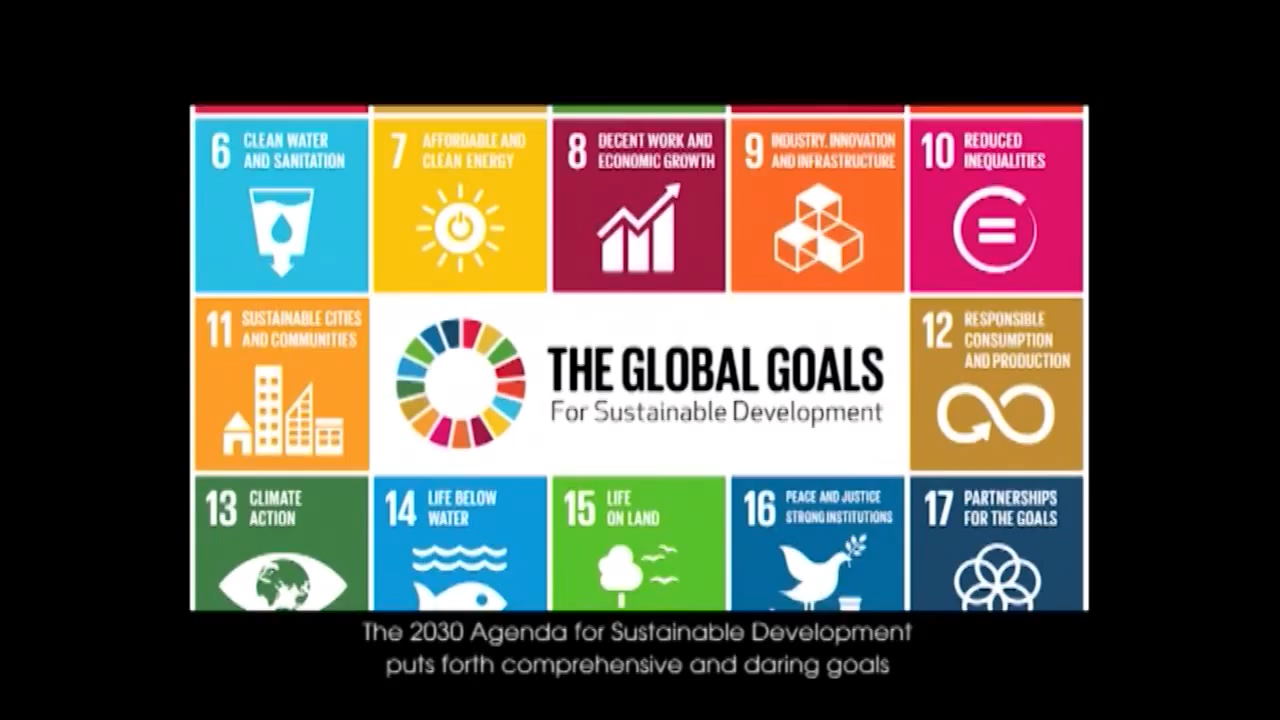 6 CLEAN WATER
AND SANITATION
7 AFFORDABLE AND
CLEAN ENERGY
8 DECENT WORK AND
ECONOMIC GROWTH
9 INDUSTRY, INNOVATION
AND INFRASTRUCTURE
10 REDUCED
INEQUALITIES
11 SUSTAINABLE CITIES
AND COMMUNITIES
THE GLOBAL GOALS
For Sustainable Development
12 RESPONSIBLE
CONSUMPTION
AND PRODUCTION
13 CLIMATE
ACTION
14 LIFE BELOW
WATER
15 LIFE
ON LAND
16 PEACE AND JUSTICE
STRONG INSTITUTIONS
17 PARTNERSHIPS
FOR THE GOALS
The 2030 Agenda for Sustainable Development
puts forth comprehensive and daring goals